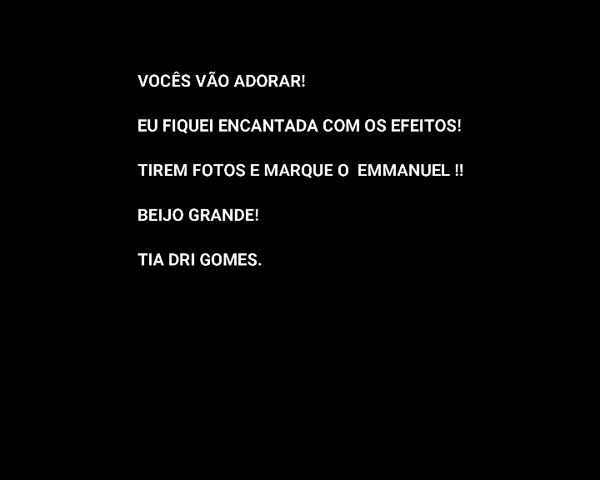 VOCÊS VÃO ADORAR!
EU FIQUEI ENCANTADA COM OS EFEITOS!
TIREM FOTOS E MARQUE O  EMMANUEL !!
BEIJO GRANDE!
TIA DRI GOMES.